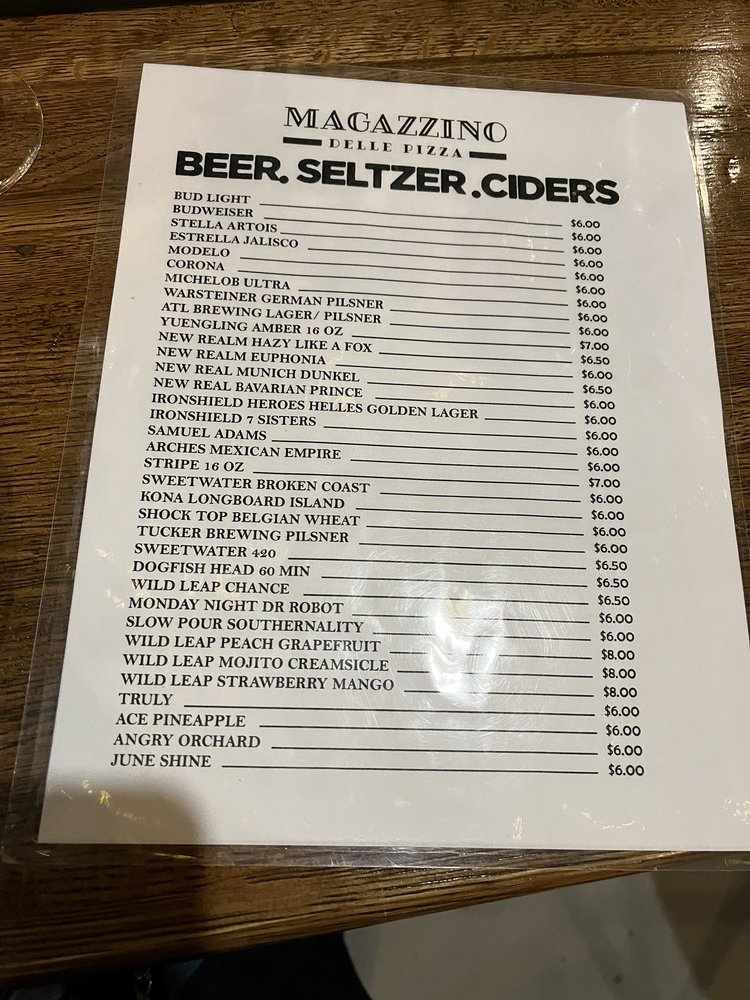 MAGAZZINO
DELLE PIZZA
BEER. SELTZER .CIDERS
BUD LIGHT $6.00
BUDWEISER $6.00
STELLA ARTOIS $6.00
ESTRELLA JALISCO $6.00
MODELO $6.00
CORONA $6.00
MICHELOB ULTRA $6.00
WARSTEINER GERMAN PILSNER $6.00
ATL BREWING LAGER/ PILSNER $6.00
YUENGLING AMBER 16 OZ $7.00
NEW REALM HAZY LIKE A FOX $6.50
NEW REALM EUPHONIA $6.00
NEW REAL MUNICH DUNKEL $6.50
NEW REAL BAVARIAN PRINCE $6.00
IRONSHIELD HEROES HELLES GOLDEN LAGER $6.00
IRONSHIELD 7 SISTERS $6.00
SAMUEL ADAMS $6.00
ARCHES MEXICAN EMPIRE $6.00
STRIPE 16 OZ $7.00
SWEETWATER BROKEN COAST $6.00
KONA LONGBOARD ISLAND $6.00
SHOCK TOP BELGIAN WHEAT $6.00
TUCKER BREWING PILSNER $6.00
SWEETWATER 420 $6.50
DOGFISH HEAD 60 MIN $6.50
WILD LEAP CHANCE $6.50
MONDAY NIGHT DR ROBOT $6.00
SLOW POUR SOUTHERNALITY $6.00
WILD LEAP PEACH GRAPEFRUIT $8.00
WILD LEAP MOJITO CREAMSICLE $8.00
WILD LEAP STRAWBERRY MANGO $8.00
TRULY $6.00
ACE PINEAPPLE $6.00
ANGRY ORCHARD $6.00
JUNE SHINE $6.00